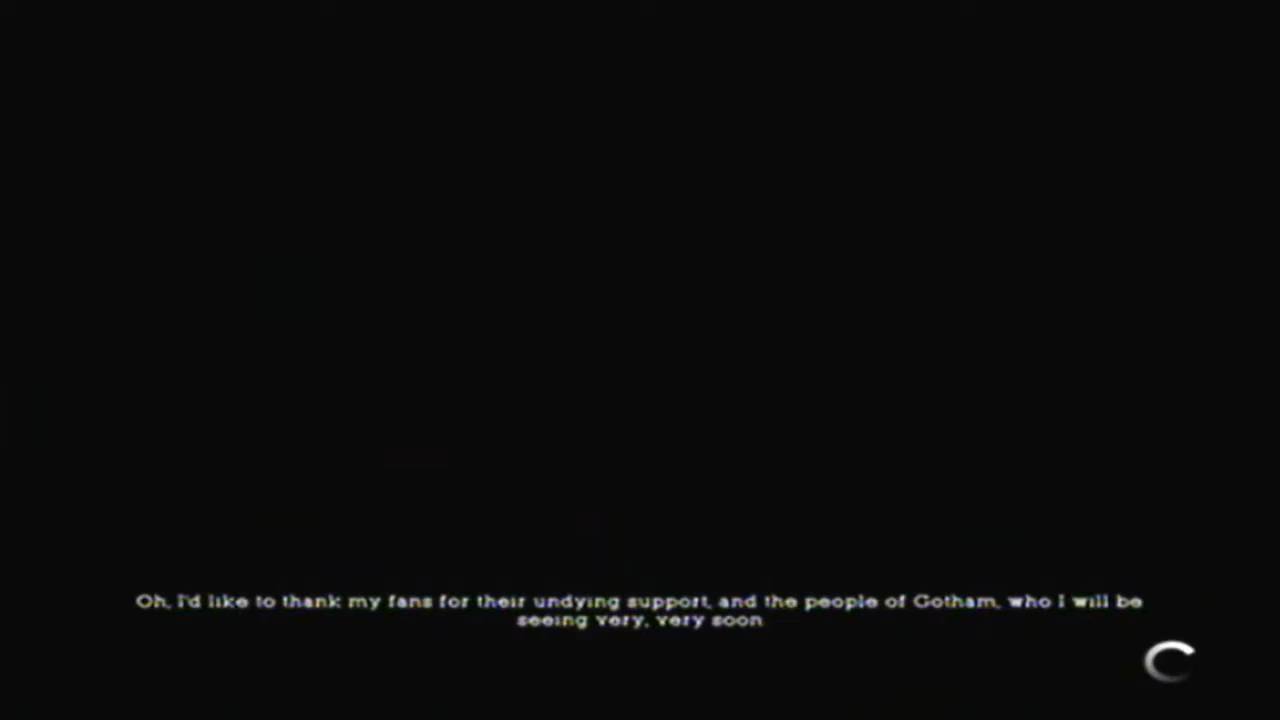 Oh, I'd like to thank my fans for their undying support, and the people of Gotham, who I will be
seeing very, very soon